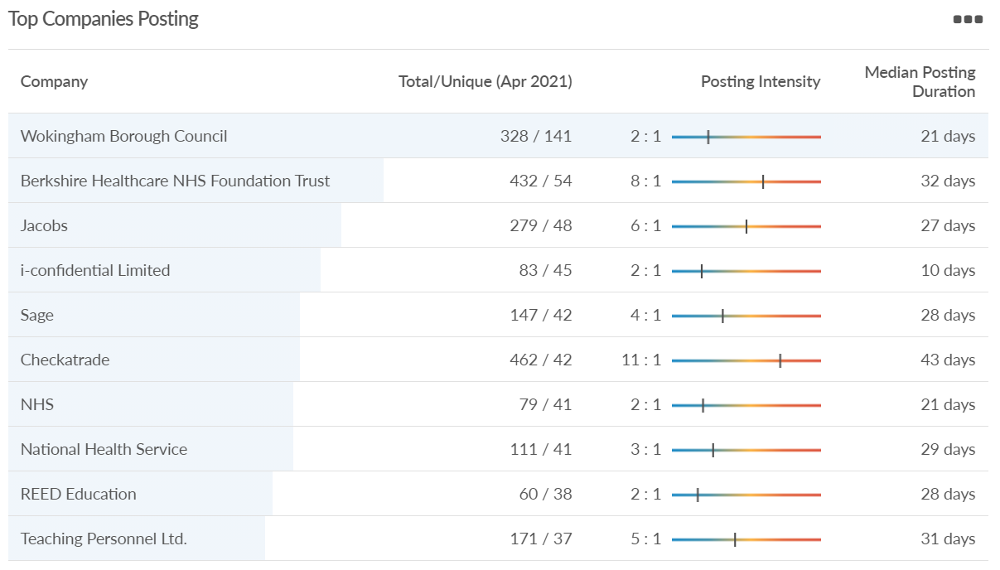 Top Companies Posting
Company Total/Unique (Apr 2021) Posting Intensity Median Posting Duration
Wokingham Borough Council 328 / 141 2 : 1 21 days
Berkshire Healthcare NHS Foundation Trust 432 / 54 8 : 1 32 days
Jacobs 279 / 48 6 : 1 27 days
i-confidential Limited 83 / 45 2 : 1 10 days
Sage 147 / 42 4 : 1 28 days
Checkatrade 462 / 42 11 : 1 43 days
NHS 79 / 41 2 : 1 21 days
National Health Service 111 / 41 3 : 1 29 days
REED Education 60 / 38 2 : 1 28 days
Teaching Personnel Ltd. 171 / 37 5 : 1 31 days